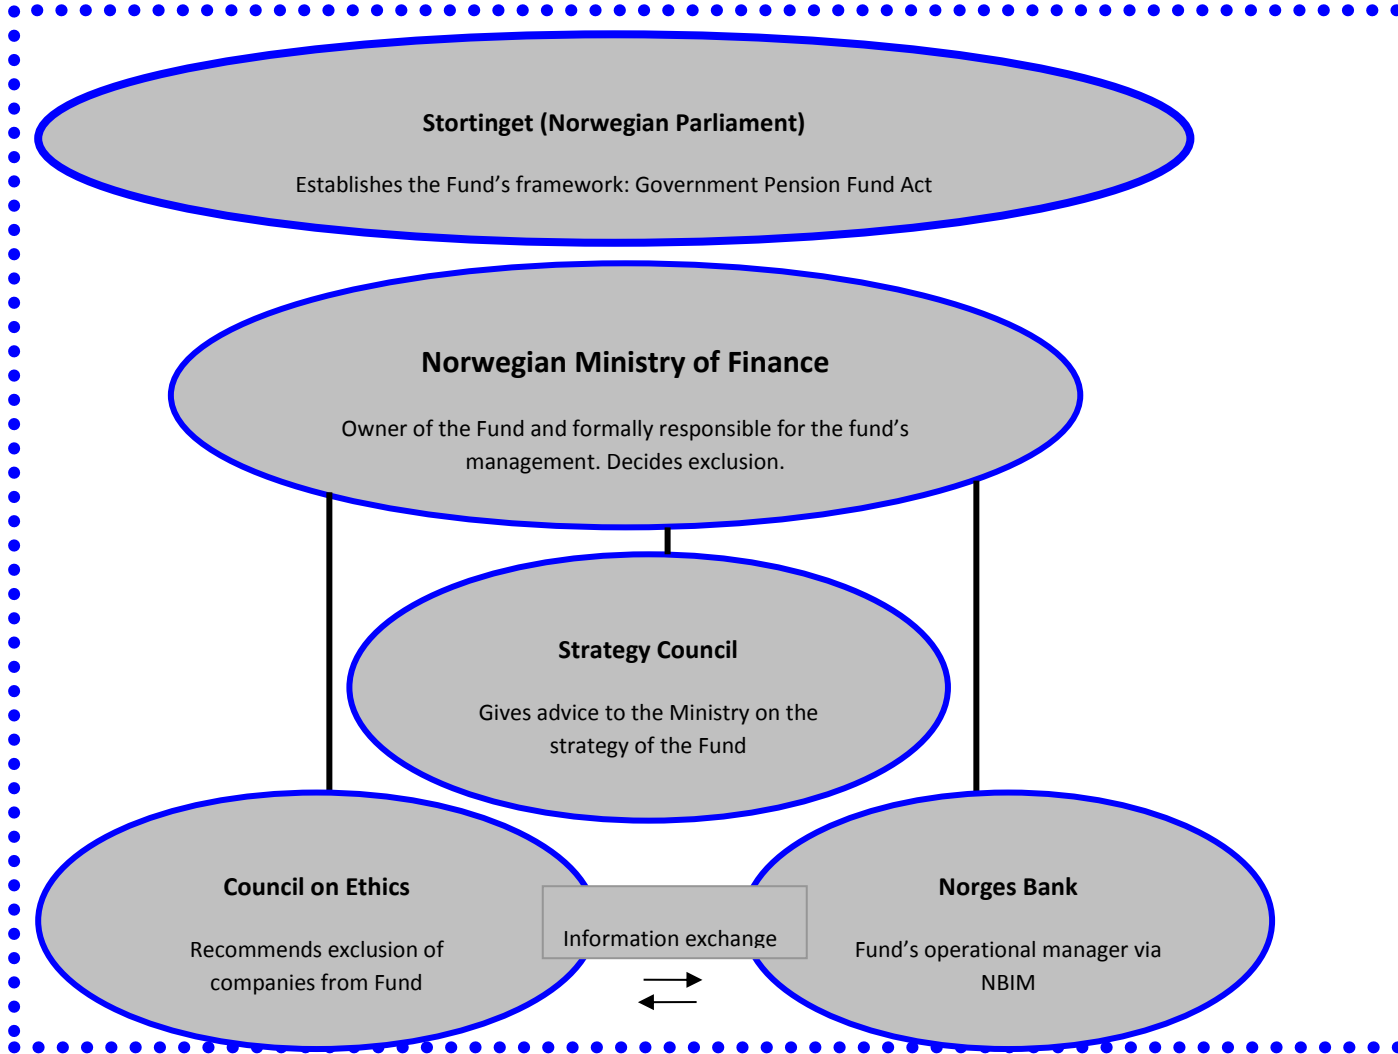 Stortinget (Norwegian Parliament)
Establishes the Fund’s framework: Government Pension Fund Act
Norwegian Ministry of Finance
Owner of the Fund and formally responsible for the fund’s
management. Decides exclusion.
Strategy Council
Gives advice to the Ministry on the
strategy of the Fund
Council on Ethics
Recommends exclusion of
companies from Fund
Information exchange
Norges Bank
Fund’s operational manager via
NBIM